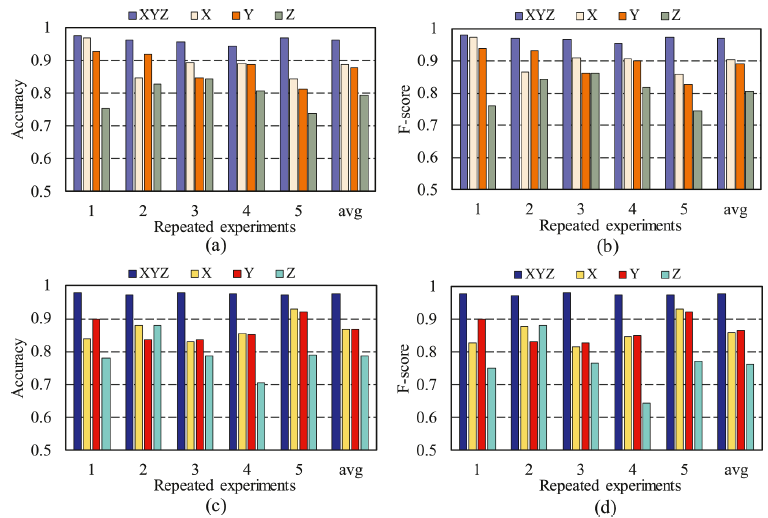 XYZ X Y Z
Accuracy
1
0.9
0.8
0.7
0.6
0.5
1 2 3 4 5 avg
Repeated experiments
(a)
XYZ X Y Z
F-score
1
0.9
0.8
0.7
0.6
0.5
1 2 3 4 5 avg
Repeated experiments
(b)
XYZ X Y Z
Accuracy
1
0.9
0.8
0.7
0.6
0.5
1 2 3 4 5 avg
Repeated experiments
(c)
XYZ X Y Z
F-score
1
0.9
0.8
0.7
0.6
0.5
1 2 3 4 5 avg
Repeated experiments
(d)